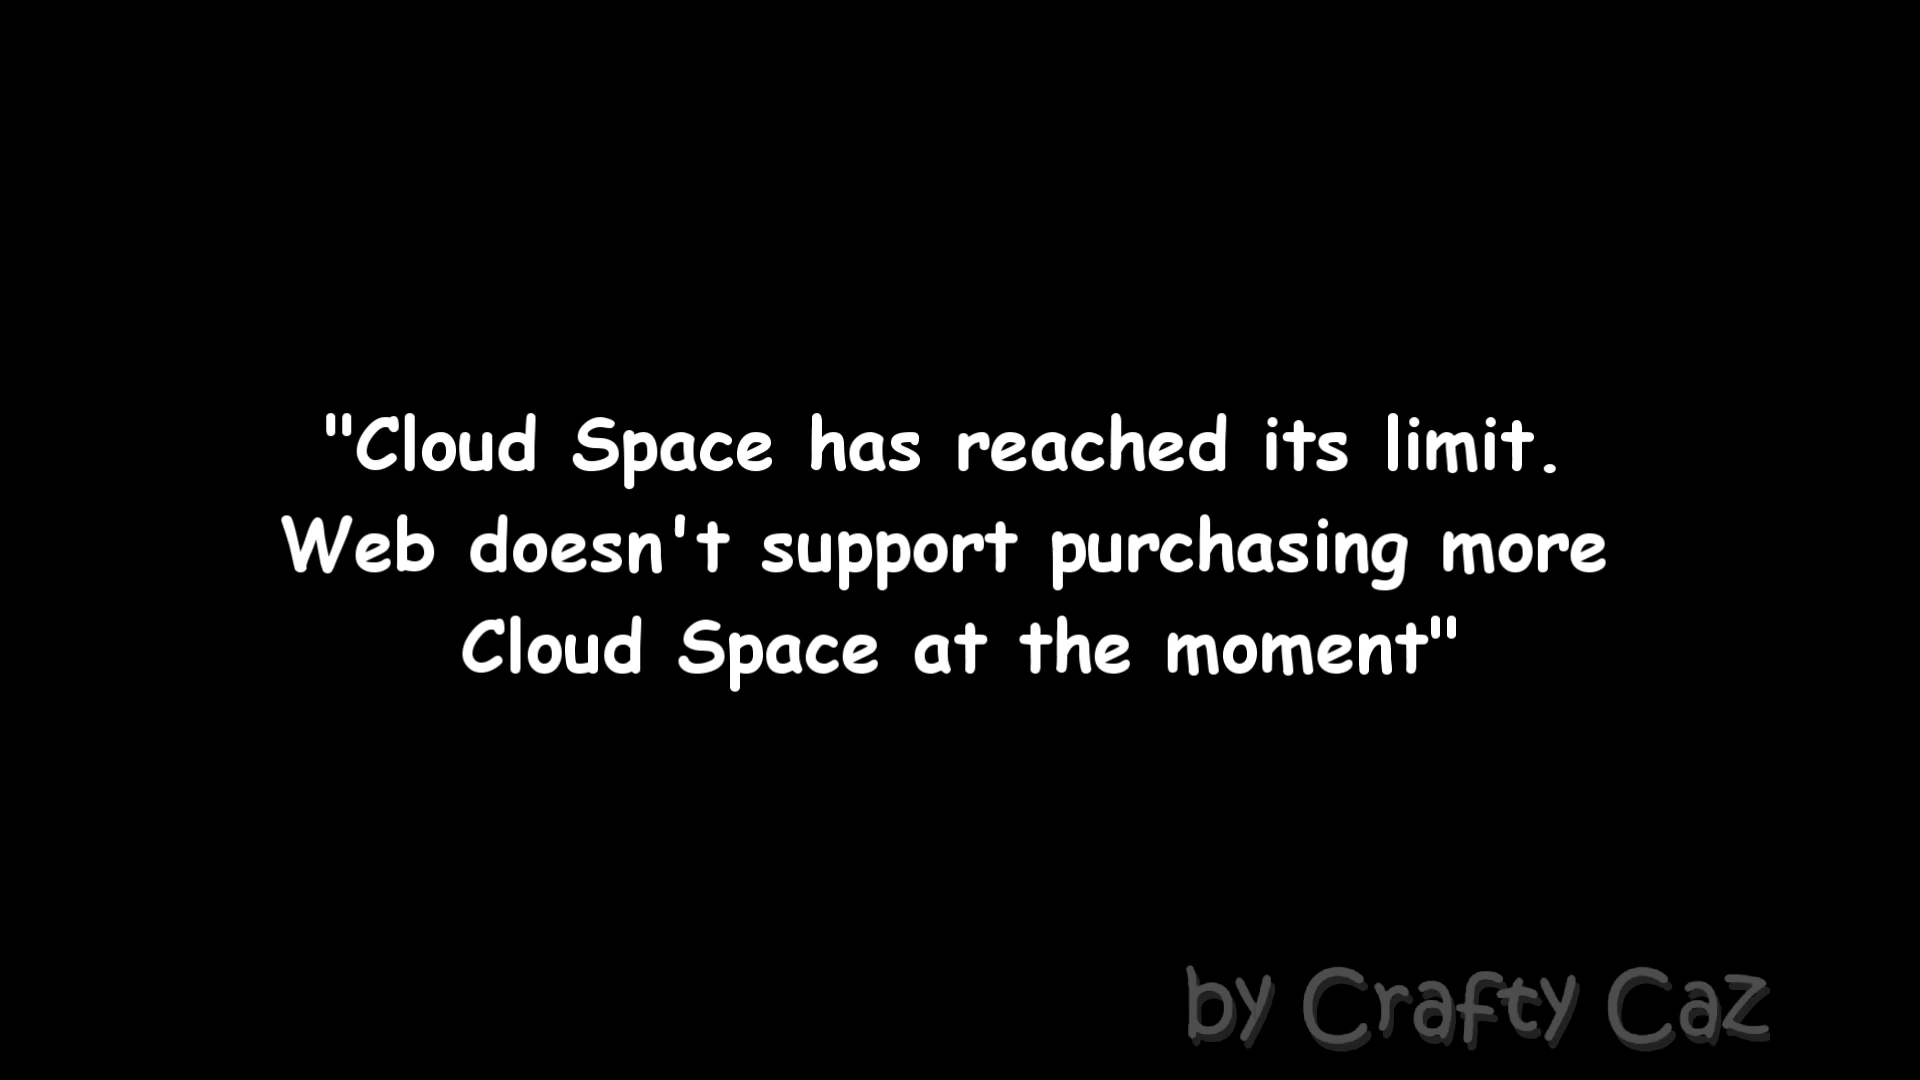 "Cloud Space has reached its limit.
Web doesn't support purchasing more
Cloud Space at the moment"
by Crafty Caz